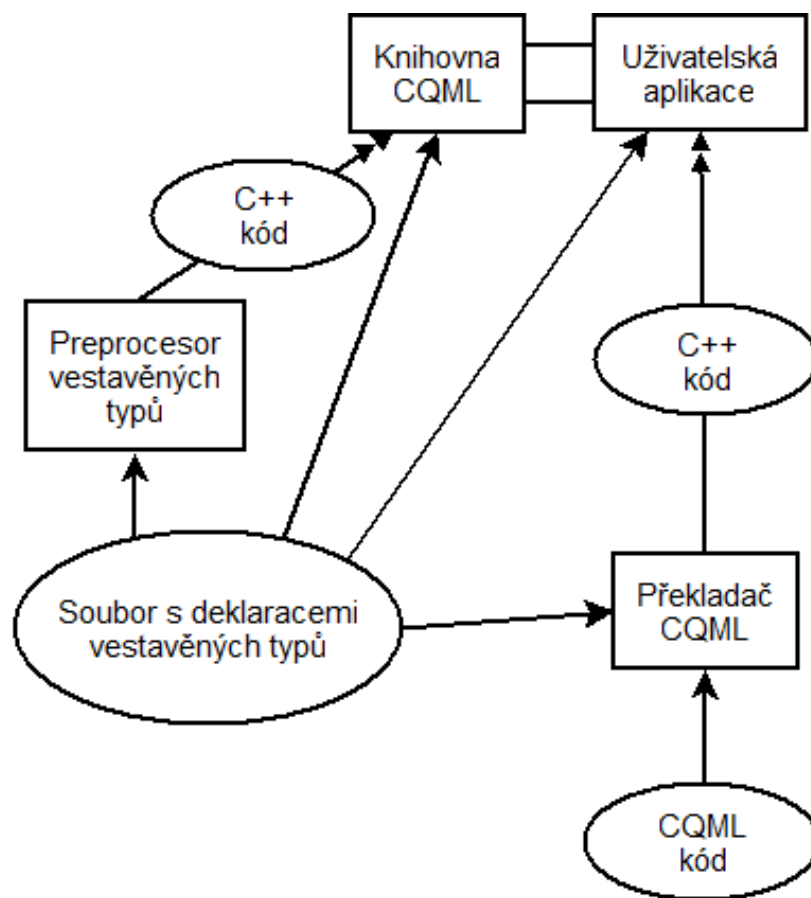 Knihovna
CQML
Uživatelská
aplikace
C++
kód
Preprocesor
vestavěných
typů
C++
kód
Soubor s deklaracemi
vestavěných typů
Překladač
CQML
CQML
kód